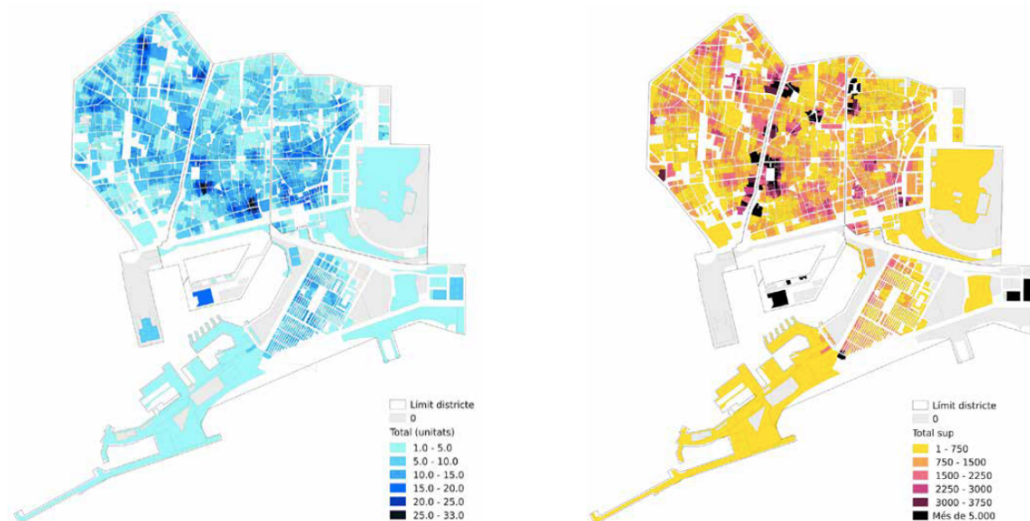 Límit districte
0
Total (unitats)
1.0 - 5.0
5.0 - 10.0
10.0 - 15.0
15.0 - 20.0
20.0 - 25.0
25.0 - 33.0
Límit districte
0
Total sup
1 - 750
750 - 1500
1500 - 2250
2250 - 3000
3000 - 3750
Més de 5.000